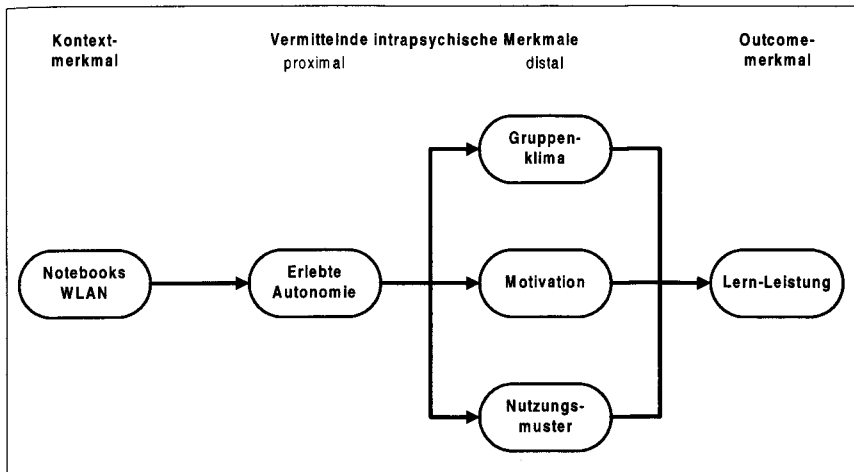 Kontext-
merkmal
Vermittelnde intrapsychische Merkmale
proximal
distal
Outcome-
merkmal
Gruppen-
klima
Notebooks
WLAN
Erlebte
Autonomie
Motivation
Lern-Leistung
Nutzungs-
muster